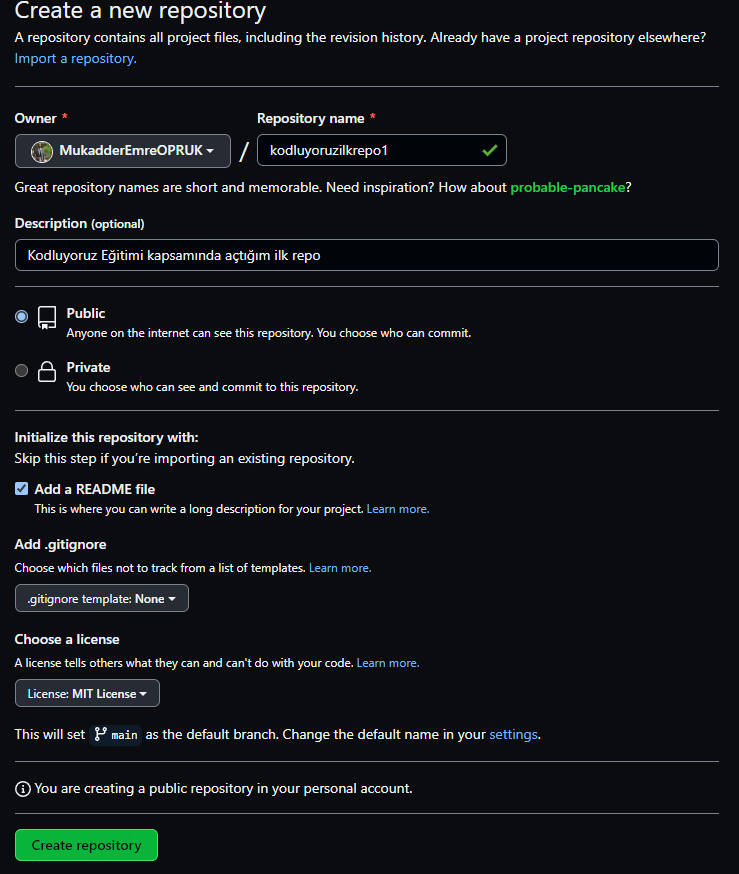 Create a new repository
A repository contains all project files, including the revision history. Already have a project repository elsewhere?
Import a repository.
Owner * Repository name *
MukadderEmreOPRUK / kodluyoruzilkrepo1
Great repository names are short and memorable. Need inspiration? How about probable-pancake?
Description (optional)
Kodluyoruz Eğitimi kapsamında açtığım ilk repo
Public
Anyone on the internet can see this repository. You choose who can commit.
Private
You choose who can see and commit to this repository.
Initialize this repository with:
Skip this step if you’re importing an existing repository.
Add a README file
This is where you can write a long description for your project. Learn more.
Add .gitignore
Choose which files not to track from a list of templates. Learn more.
.gitignore template: None
Choose a license
A license tells others what they can and can't do with your code. Learn more.
License: MIT License
This will set main as the default branch. Change the default name in your settings.
You are creating a public repository in your personal account.
Create repository